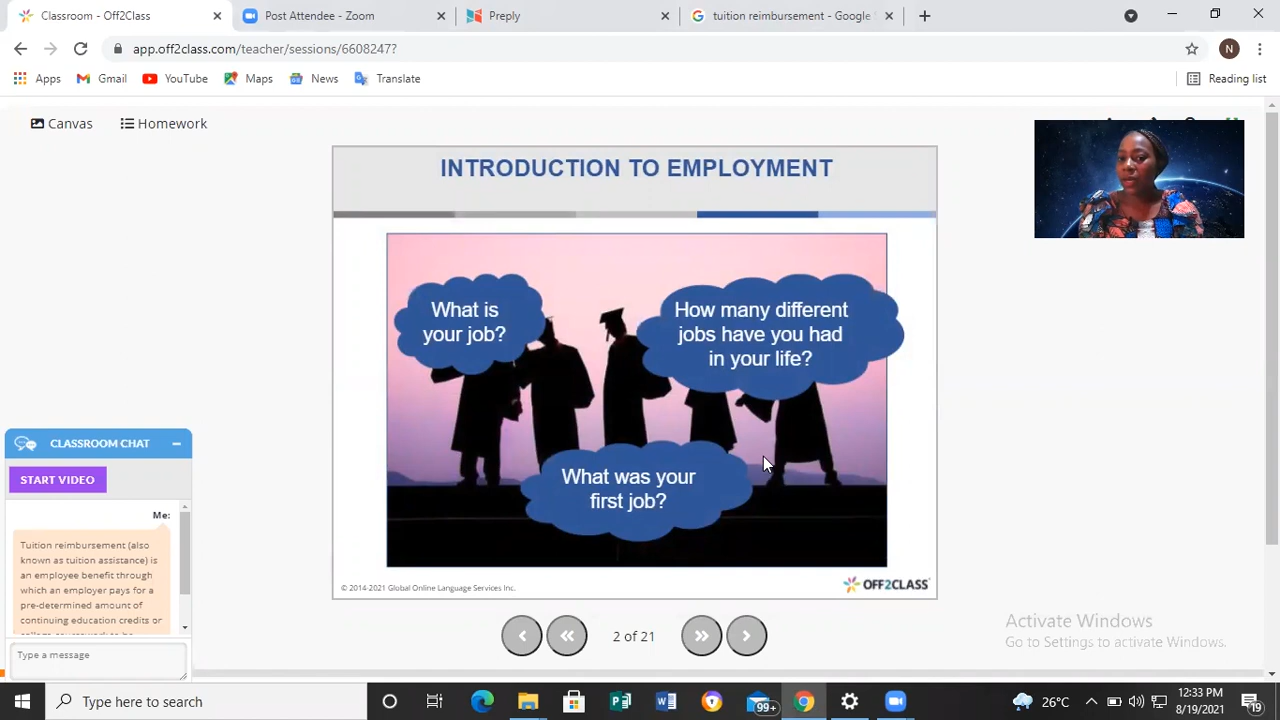 Classroom - Off2Class
Post Attendee - Zoom
Preply
tuition reimbursement - Google S
app.off2class.com/teacher/sessions/6608247?
N
Apps
Gmail
YouTube
Maps
News
Translate
Reading list
Canvas
Homework
INTRODUCTION TO EMPLOYMENT
What is
your job?
How many different
jobs have you had
in your life?
What was your
first job?
© 2014-2021 Global Online Language Services Inc.
OFF2CLASS
CLASSROOM CHAT
START VIDEO
Me:
Tuition reimbursement (also
known as tuition assistance) is
an employee benefit through
which an employer pays for a
pre-determined amount of
continuing education credits or
Type a message
2 of 21
Activate Windows
Go to Settings to activate Windows.
Type here to search
99+
26°C
12:33 PM
8/19/2021
19